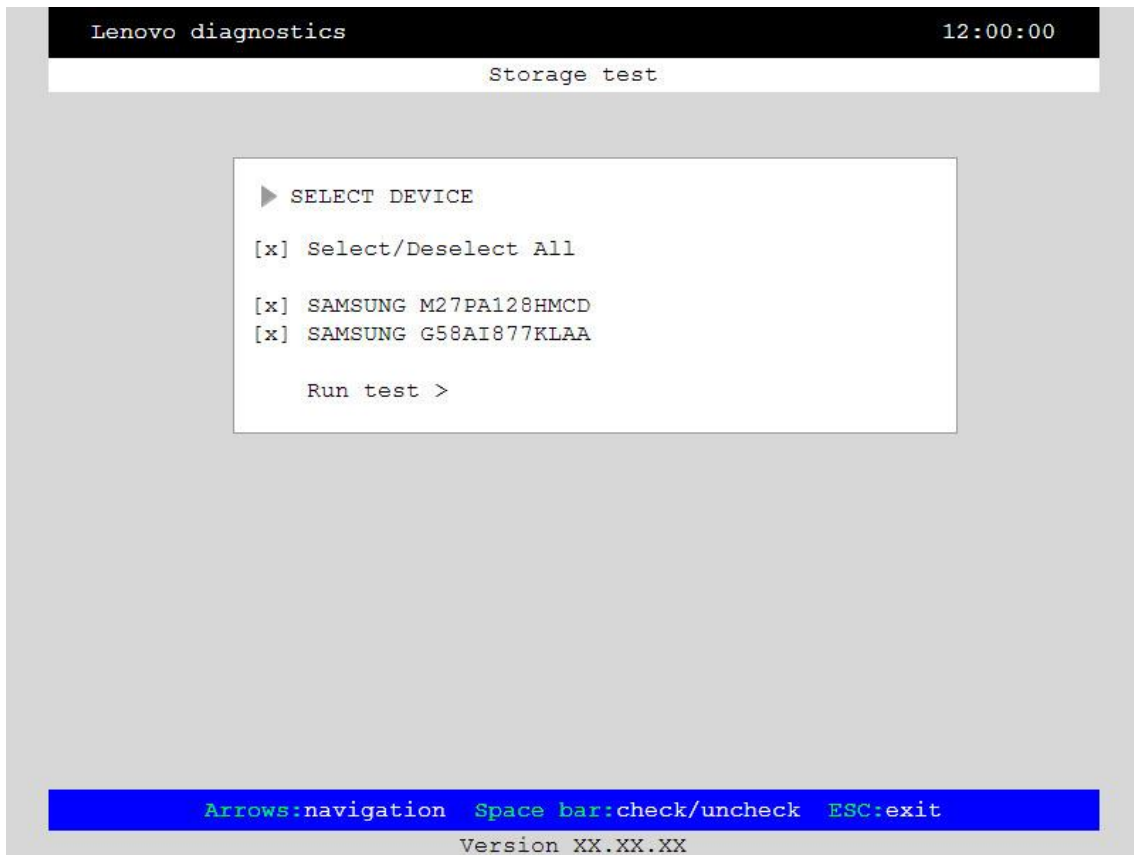 Lenovo diagnostics 12:00:00
Storage test
SELECT DEVICE
[x] Select/Deselect All
[x] SAMSUNG M27PA128HMCD
[x] SAMSUNG G58AI877KLAA
Run test >
Arrows:navigation Space bar:check/uncheck ESC:exit
Version XX.XX.XX